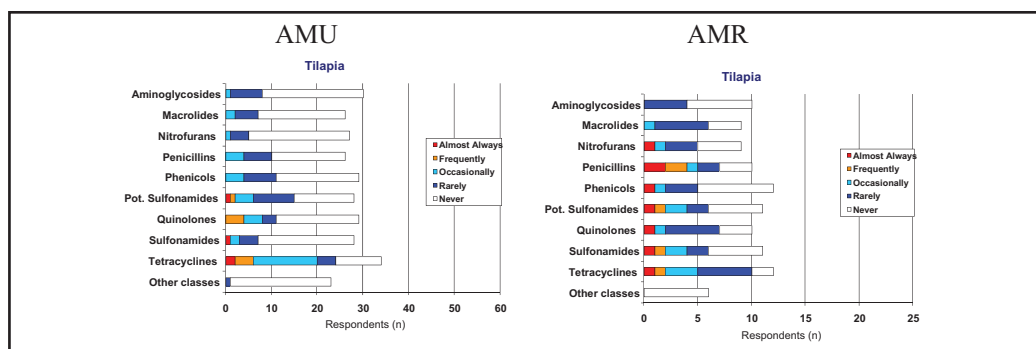 AMU
Tilapia
Aminoglycosides
Macrolides
Nitrofurans
Penicillins
Phenicols
Pot. Sulfonamides
Quinolones
Sulfonamides
Tetracyclines
Other classes
0 10 20 30 40 50 60
Respondents (n)
Almost Always
Frequently
Occasionally
Rarely
Never
AMR
Tilapia
Aminoglycosides
Macrolides
Nitrofurans
Penicillins
Phenicols
Pot. Sulfonamides
Quinolones
Sulfonamides
Tetracyclines
Other classes
0 5 10 15 20 25
Respondents (n)
Almost Always
Frequently
Occasionally
Rarely
Never